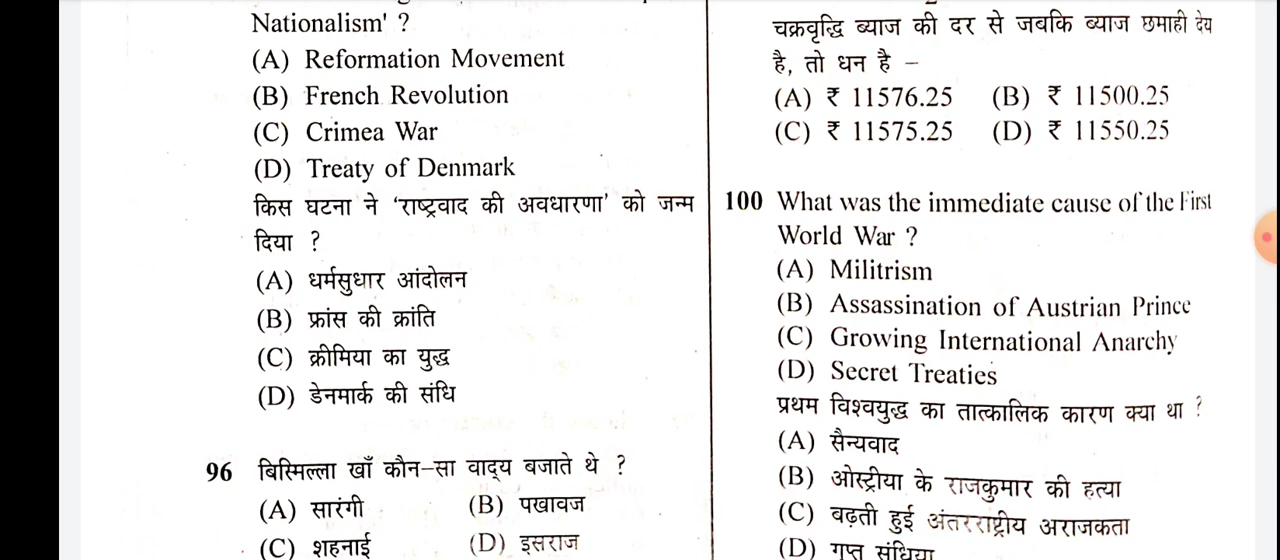 Nationalism' ?
(A) Reformation Movement
(B) French Revolution
(C) Crimea War
(D) Treaty of Denmark
किस घटना ने ‘राष्ट्रवाद की अवधारणा’ को जन्म
दिया ?
(A) धर्मसुधार आंदोलन
(B) फ्रांस की क्रांति
(C) क्रीमिया का युद्ध
(D) डेनमार्क की संधि
96 बिस्मिल्ला खाँ कौन-सा वाद्य बजाते थे ?
(A) सारंगी (B) पखावज
(C) शहनाई (D) इसराज
चक्रवृद्धि ब्याज की दर से जबकि ब्याज छमाही देय
है, तो धन है –
(A) ₹ 11576.25 (B) ₹ 11500.25
(C) ₹ 11575.25 (D) ₹ 11550.25
100 What was the immediate cause of the First
World War ?
(A) Militrism
(B) Assassination of Austrian Prince
(C) Growing International Anarchy
(D) Secret Treaties
प्रथम विश्वयुद्ध का तात्कालिक कारण क्या था ?
(A) सैन्यवाद
(B) ओस्ट्रीया के राजकुमार की हत्या
(C) बढ़ती हुई अंतरराष्ट्रीय अराजकता
(D) गुप्त संधिया